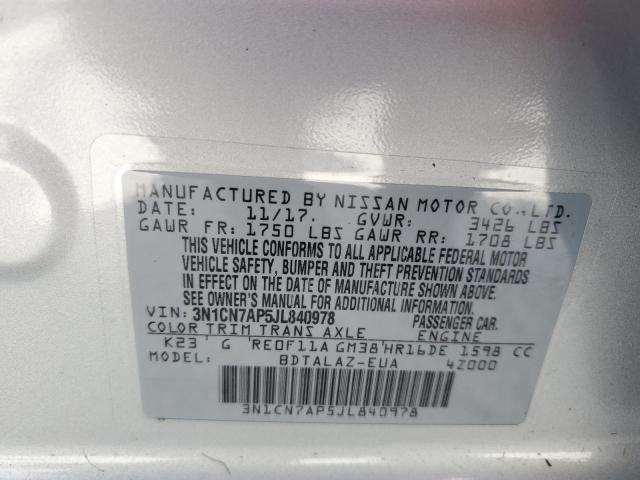 MANUFACTURED BY NISSAN MOTOR CO.,LTD.
DATE: 11/17. GVWR: 3426 LBS
GAWR FR: 1750 LBS GAWR RR: 1708 LBS
THIS VEHICLE CONFORMS TO ALL APPLICABLE FEDERAL MOTOR
VEHICLE SAFETY, BUMPER AND THEFT PREVENTION STANDARDS
IN EFFECT ON THE DATE OF MANUFACTURE SHOWN ABOVE.
SEE OWNER'S MANUAL FOR ADDITIONAL INFORMATION.
VIN: 3N1CN7AP5JL840978 PASSENGER CAR.
COLOR TRIM TRANS AXLE ENGINE
K23 G RE0F11A GM38 HR16DE 1598 CC
MODEL: BDTALAZ-EUA 4Z000
3N1CN7AP5JL840978